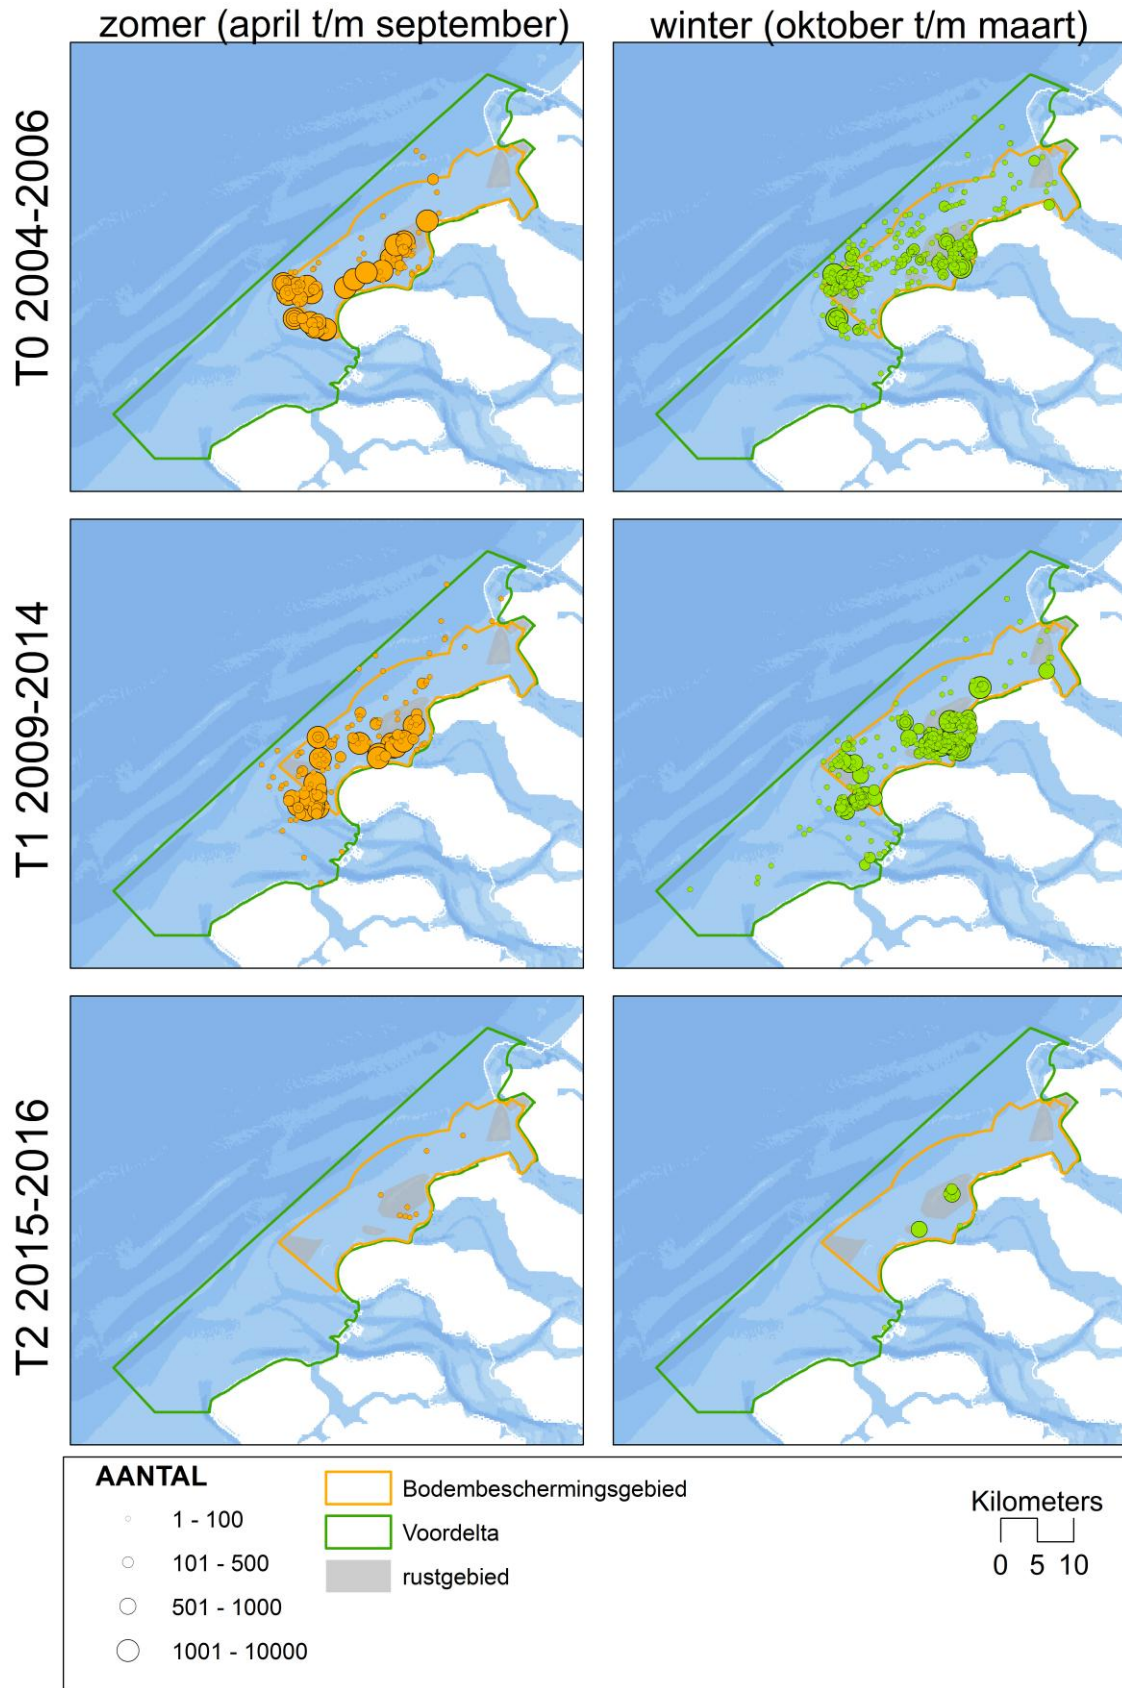 zomer (april t/m september)
winter (oktober t/m maart)
T0 2004-2006
T1 2009-2014
T2 2015-2016
AANTAL
1 - 100
101 - 500
501 - 1000
1001 - 10000
Bodembeschermingsgebied
Voordelta
rustgebied
Kilometers
0 5 10